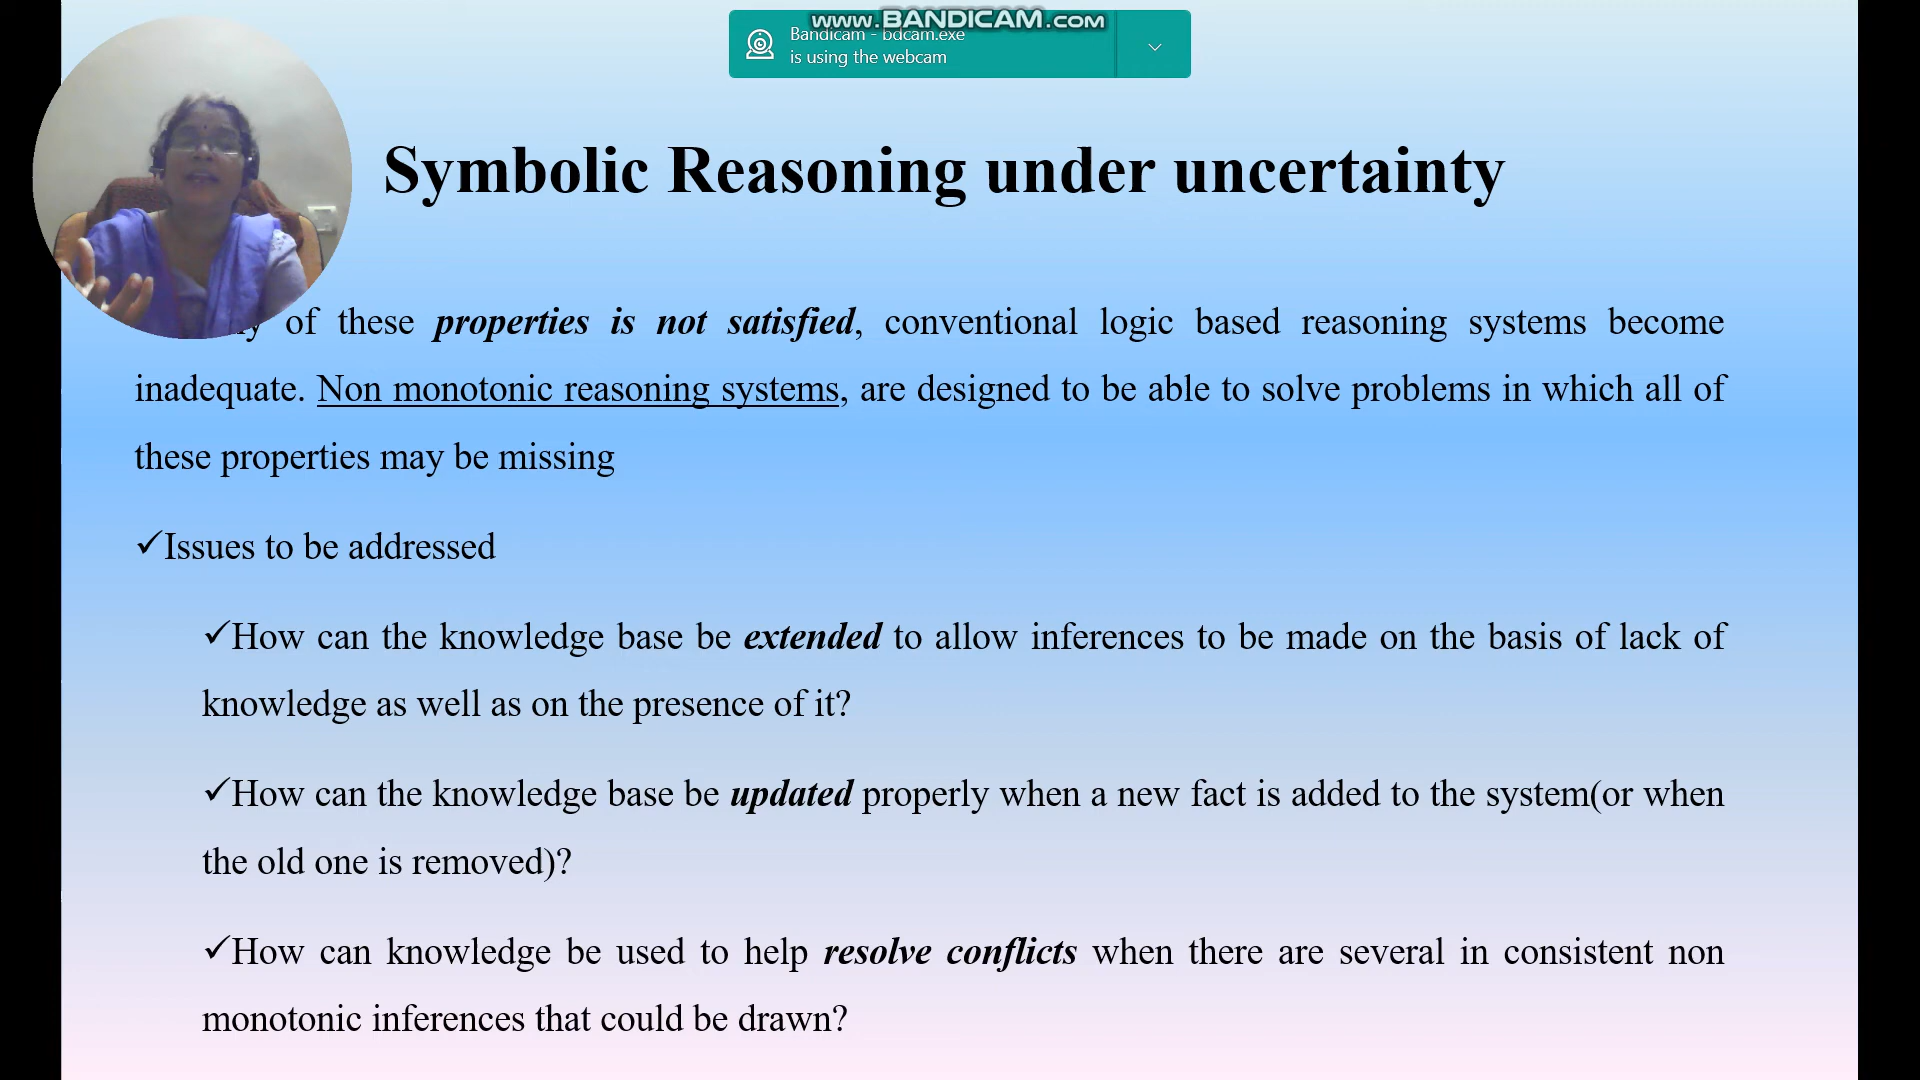 www.BANDICAM.com
Bandicam - bdcam.exe
is using the webcam
Symbolic Reasoning under uncertainty
of these properties is not satisfied, conventional logic based reasoning systems become
inadequate. Non monotonic reasoning systems, are designed to be able to solve problems in which all of
these properties may be missing
✓Issues to be addressed
✓How can the knowledge base be extended to allow inferences to be made on the basis of lack of
knowledge as well as on the presence of it?
✓How can the knowledge base be updated properly when a new fact is added to the system(or when
the old one is removed)?
✓How can knowledge be used to help resolve conflicts when there are several in consistent non
monotonic inferences that could be drawn?